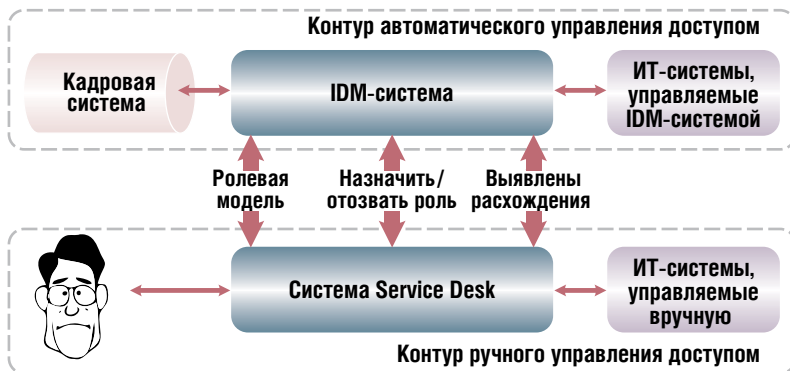 Контур автоматического управления доступом
Кадровая
система
IDM-система
ИТ-системы,
управляемые
IDM-системой
Ролевая
модель
Назначить/
отозвать роль
Выявлены
расхождения
Система Service Desk
ИТ-системы,
управляемые
вручную
Контур ручного управления доступом